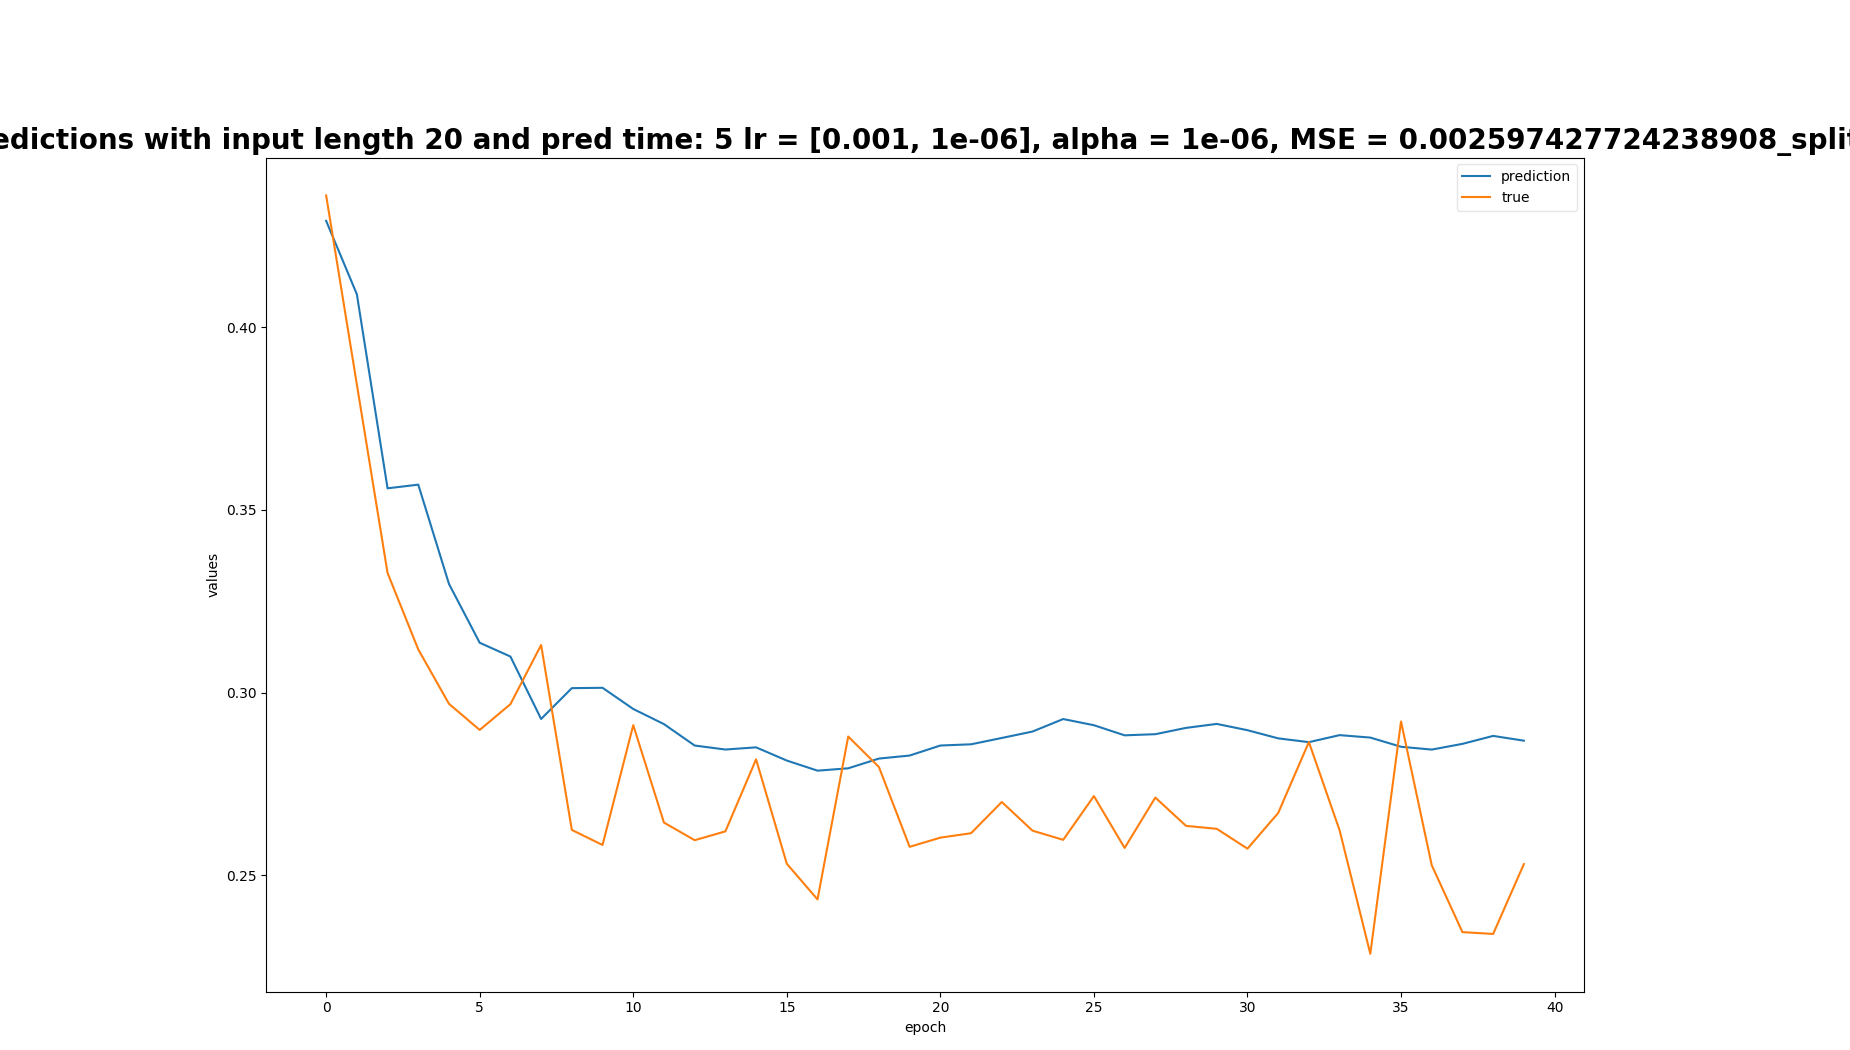 edictions with input length 20 and pred time: 5 lr = [0.001, 1e-06], alpha = 1e-06, MSE = 0.002597427724238908_split
prediction
true
0.40
0.35
0.30
0.25
values
0 5 10 15 20 25 30 35 40
epoch